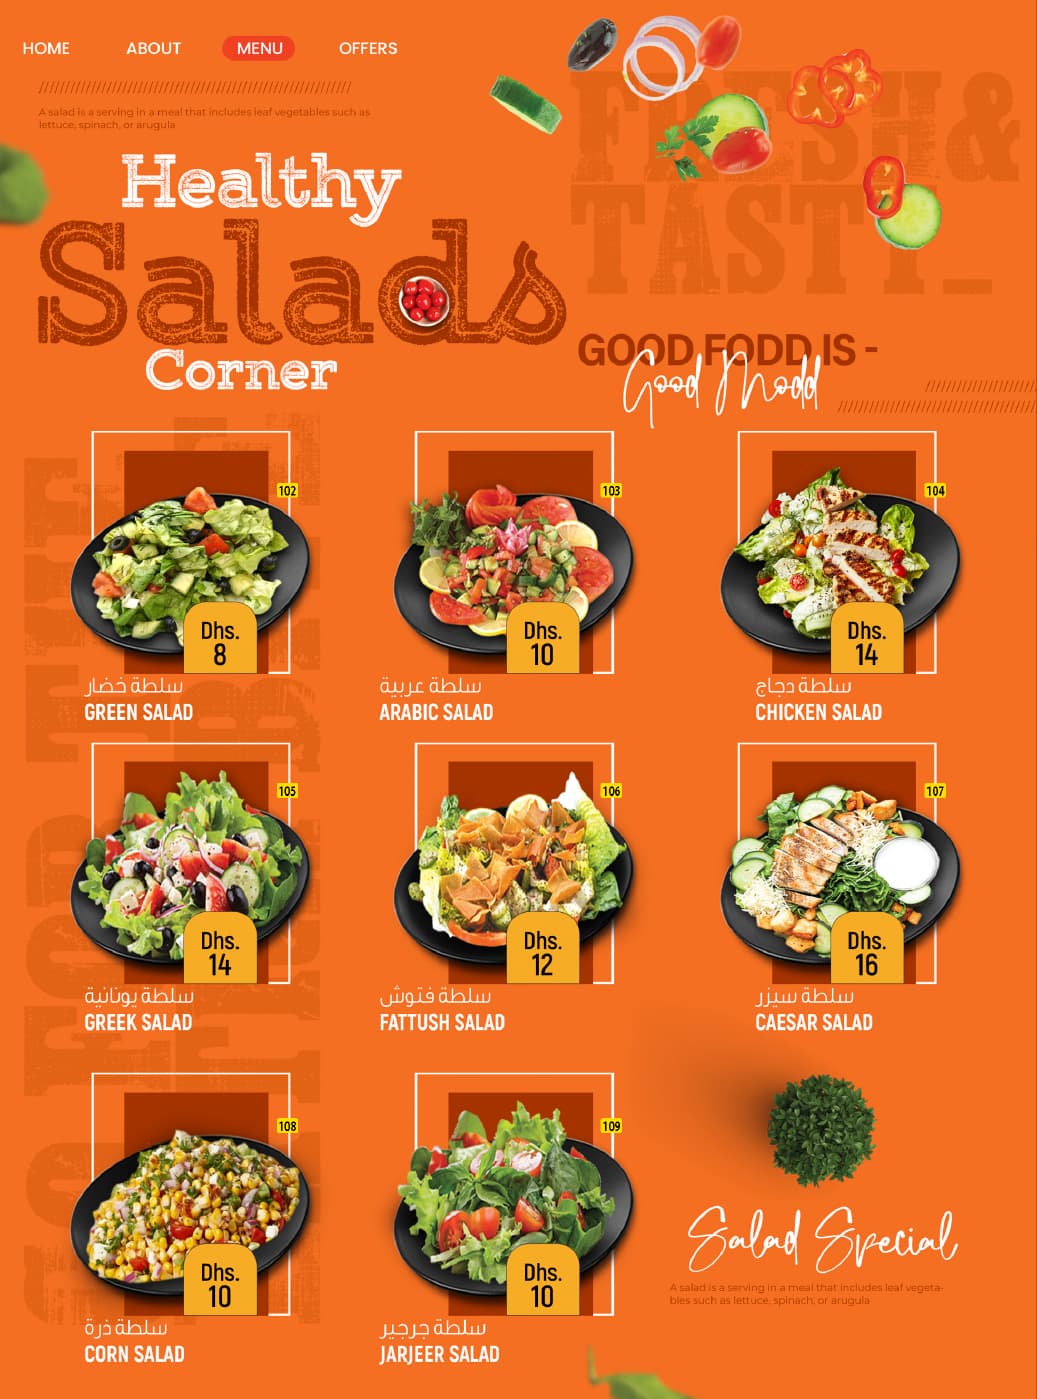 HOME ABOUT MENU OFFERS
A salad is a serving in a meal that includes leaf vegetables such as
lettuce, spinach, or arugula
FRESH &
TASTY_
Healthy
Salads
Corner
GOOD FODD IS -
Good Modd
102
Dhs.
8
سلطة خضار
GREEN SALAD
103
Dhs.
10
سلطة عربية
ARABIC SALAD
104
Dhs.
14
سلطة دجاج
CHICKEN SALAD
105
Dhs.
14
سلطة يونانية
GREEK SALAD
106
Dhs.
12
سلطة فتوش
FATTUSH SALAD
107
Dhs.
16
سلطة سيزر
CAESAR SALAD
108
Dhs.
10
سلطة ذرة
CORN SALAD
109
Dhs.
10
سلطة جرجير
JARJEER SALAD
Salad Special
A salad is a serving in a meal that includes leaf vegeta-
bles such as lettuce, spinach, or arugula